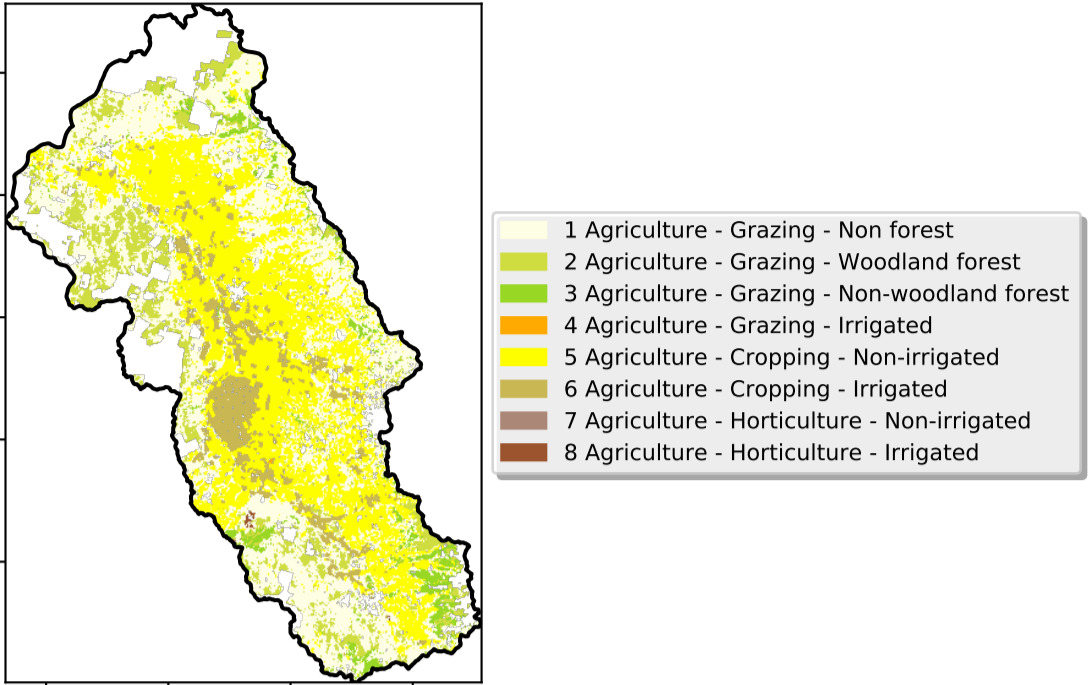 1 Agriculture - Grazing - Non forest
2 Agriculture - Grazing - Woodland forest
3 Agriculture - Grazing - Non-woodland forest
4 Agriculture - Grazing - Irrigated
5 Agriculture - Cropping - Non-irrigated
6 Agriculture - Cropping - Irrigated
7 Agriculture - Horticulture - Non-irrigated
8 Agriculture - Horticulture - Irrigated